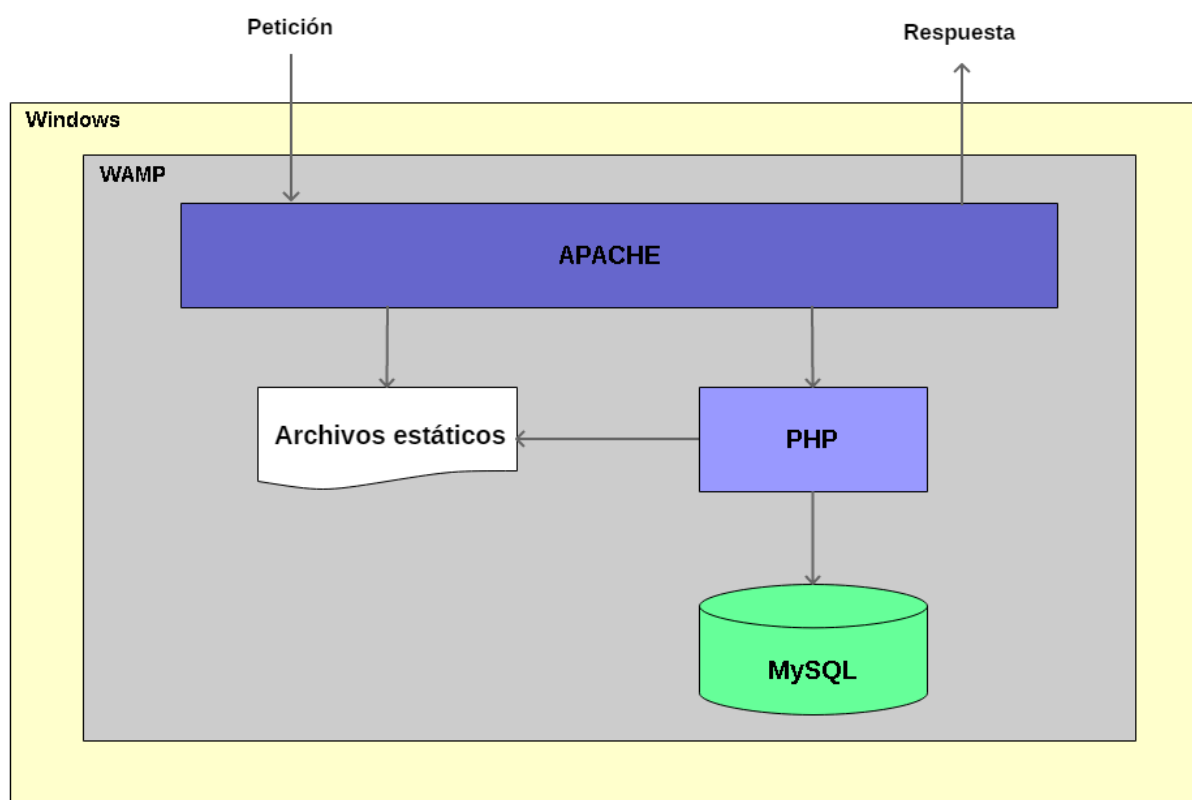 Petición
Respuesta
Windows
WAMP
APACHE
Archivos estáticos
PHP
MySQL